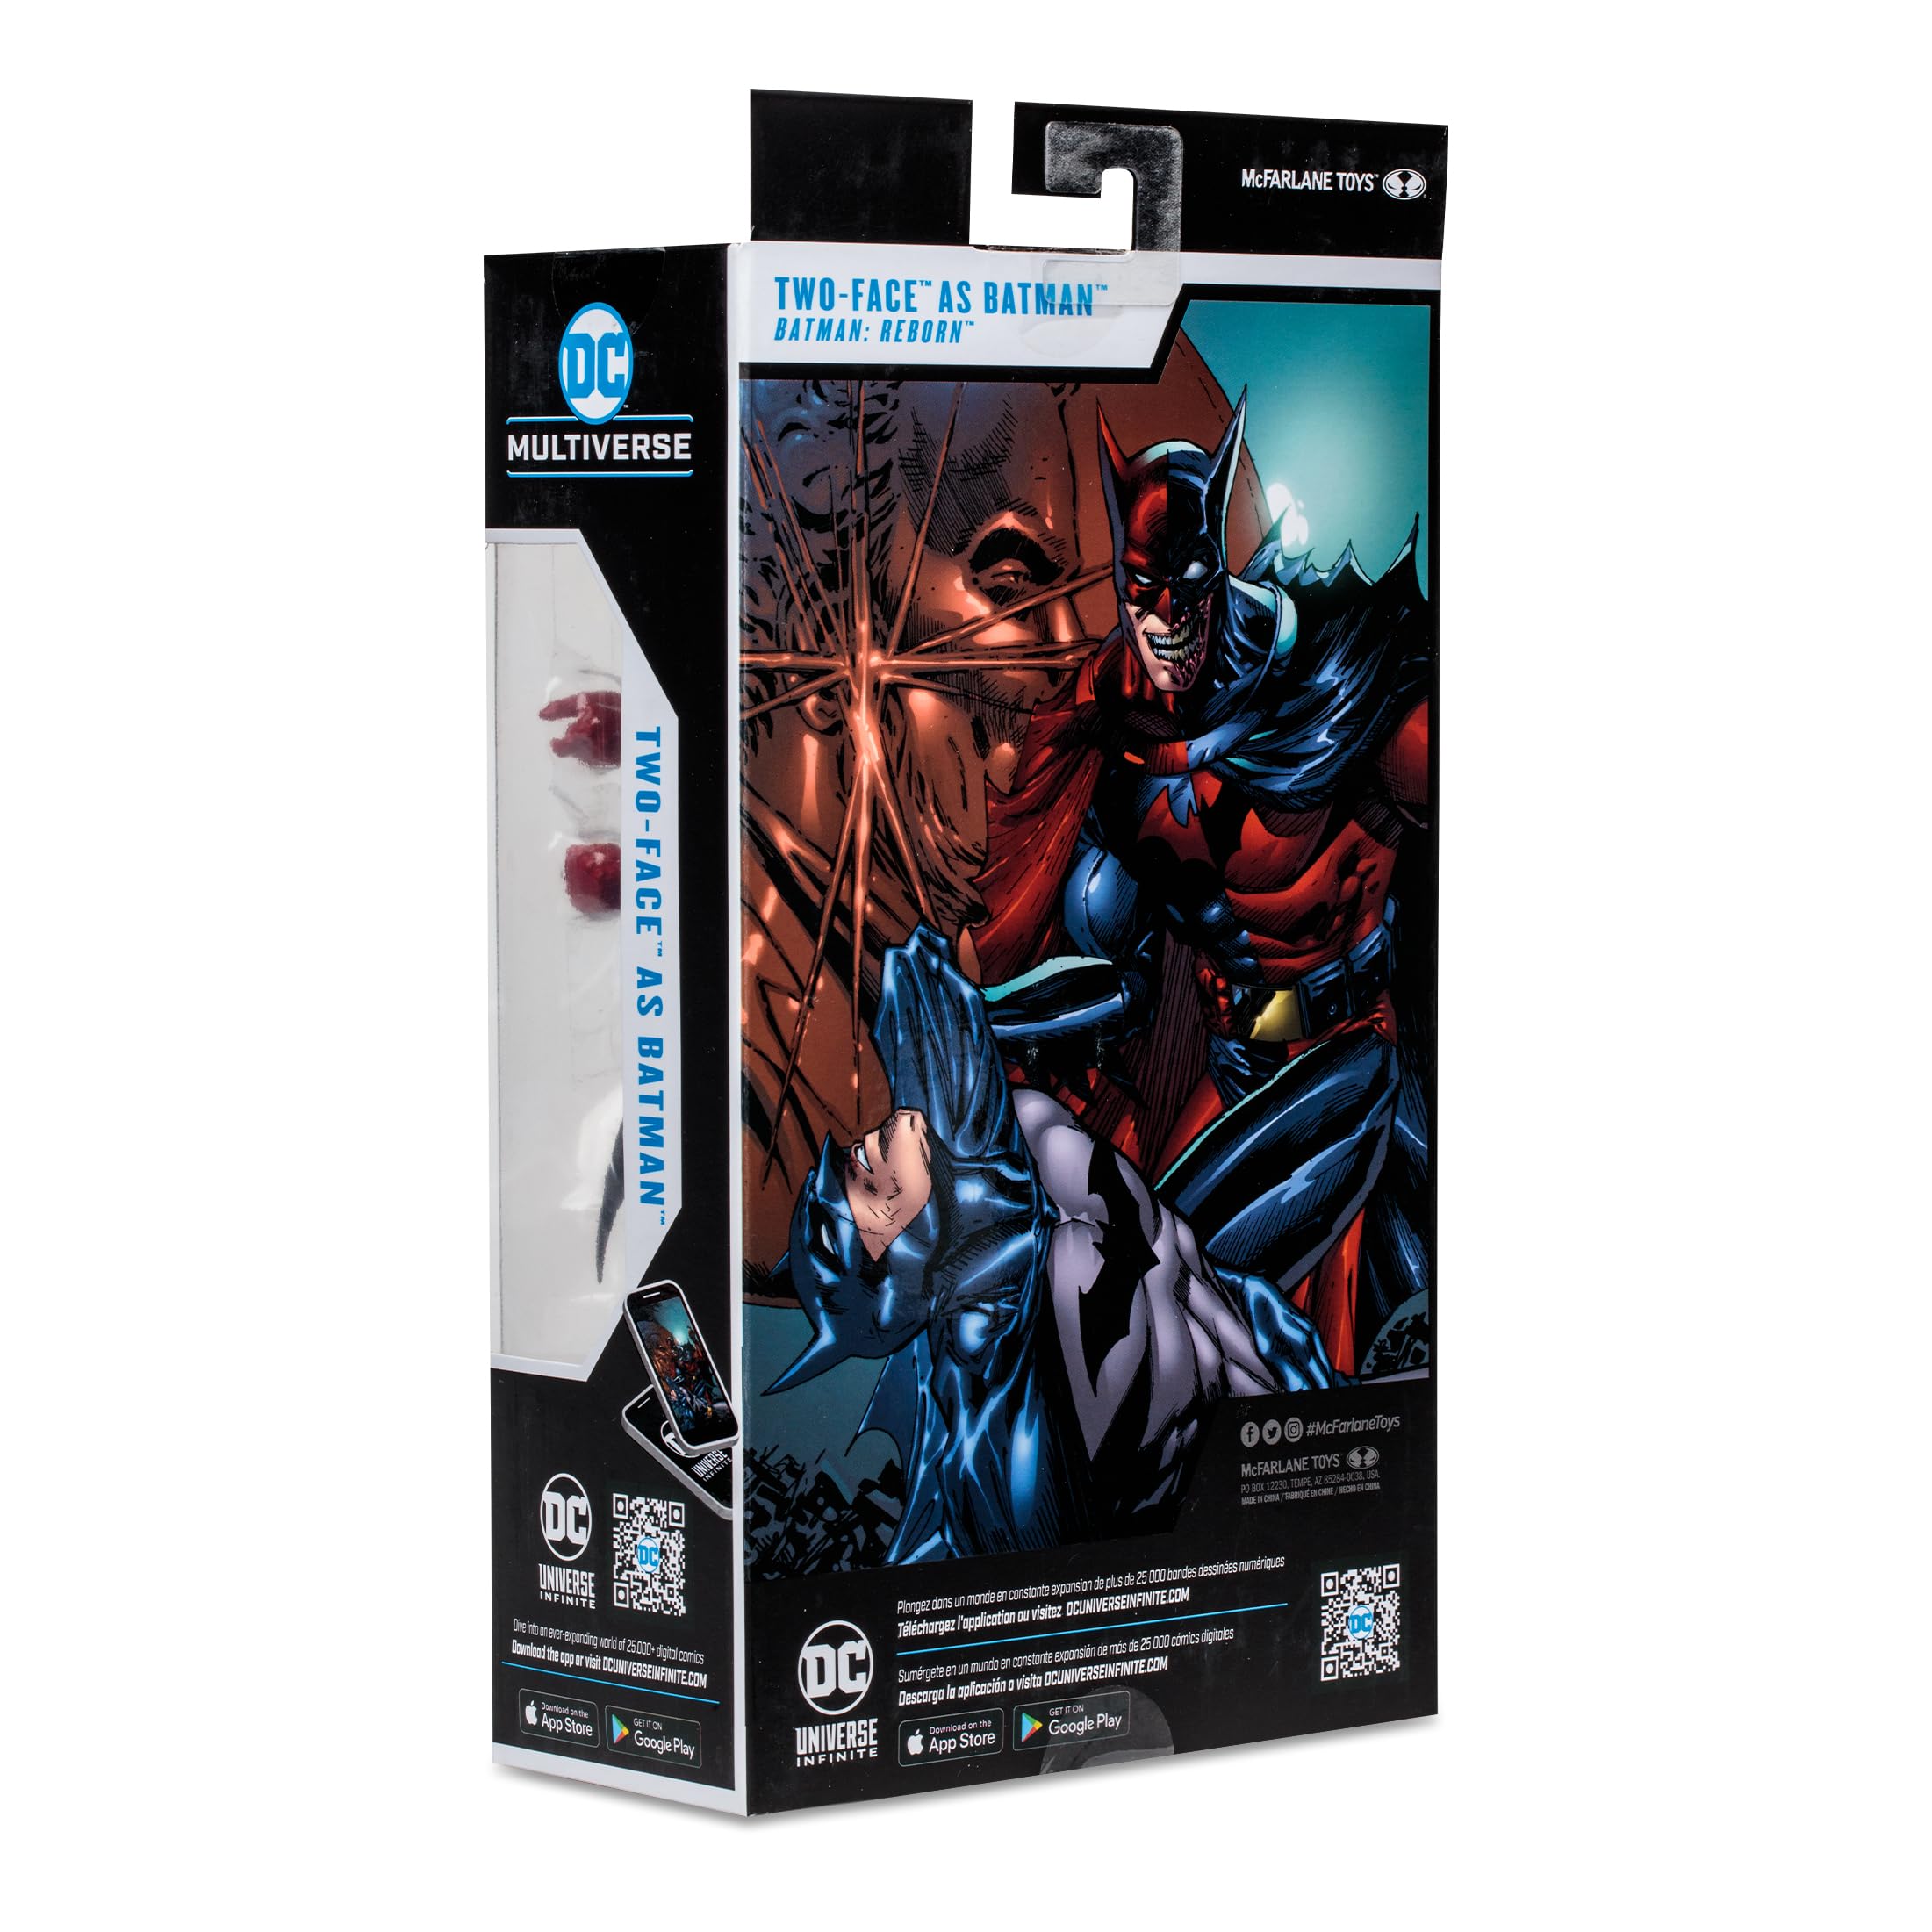 McFARLANE TOYS™
TWO-FACE™ AS BATMAN™
BATMAN: REBORN™
DC
MULTIVERSE
TWO-FACE™ AS BATMAN™
UNIVERSE
INFINITE
DC
UNIVERSE
INFINITE
DC
Dive into an ever-expanding world of 25,000+ digital comics
Download the app or visit DCUNIVERSEINFINITE.COM
Download on the
App Store
GET IT ON
Google Play
#McFarlaneToys
McFARLANE TOYS
PO BOX 12230, TEMPE, AZ 85284-0038, USA.
MADE IN CHINA / FABRIQUÉ EN CHINE / HECHO EN CHINA
DC
UNIVERSE
INFINITE
Plongez dans un monde en constante expansion de plus de 25 000 bandes dessinées numériques
Téléchargez l'application ou visitez DCUNIVERSEINFINITE.COM
Sumérgete en un mundo en constante expansión de más de 25 000 cómics digitales
Descarga la aplicación o visita DCUNIVERSEINFINITE.COM
Download on the
App Store
GET IT ON
Google Play
DC